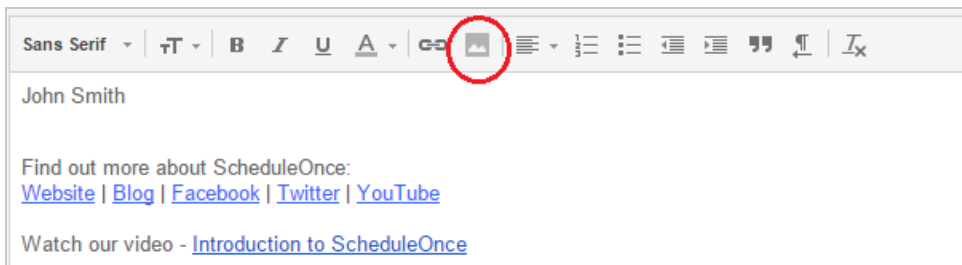 Sans Serif
John Smith
Find out more about ScheduleOnce:
Website | Blog | Facebook | Twitter | YouTube
Watch our video - Introduction to ScheduleOnce